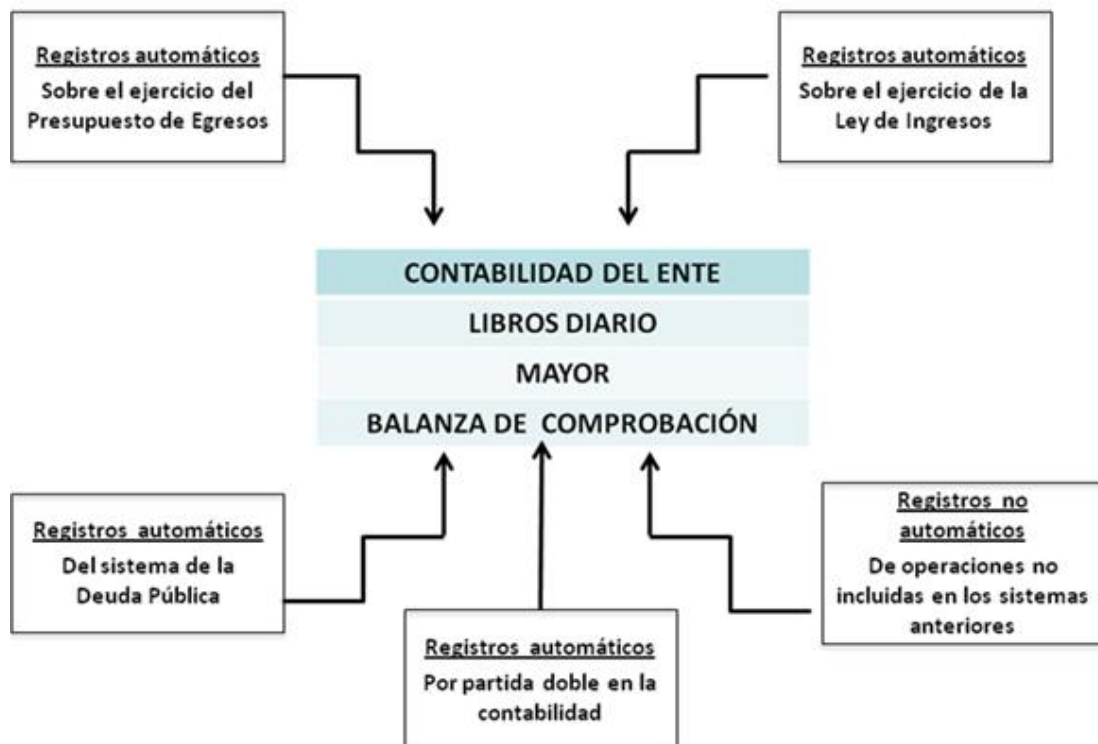 Registros automáticos
Sobre el ejercicio del
Presupuesto de Egresos
Registros automáticos
Sobre el ejercicio de la
Ley de Ingresos
CONTABILIDAD DEL ENTE
LIBROS DIARIO
MAYOR
BALANZA DE COMPROBACIÓN
Registros automáticos
Del sistema de la
Deuda Pública
Registros automáticos
Por partida doble en la
contabilidad
Registros no
automáticos
De operaciones no
incluidas en los sistemas
anteriores